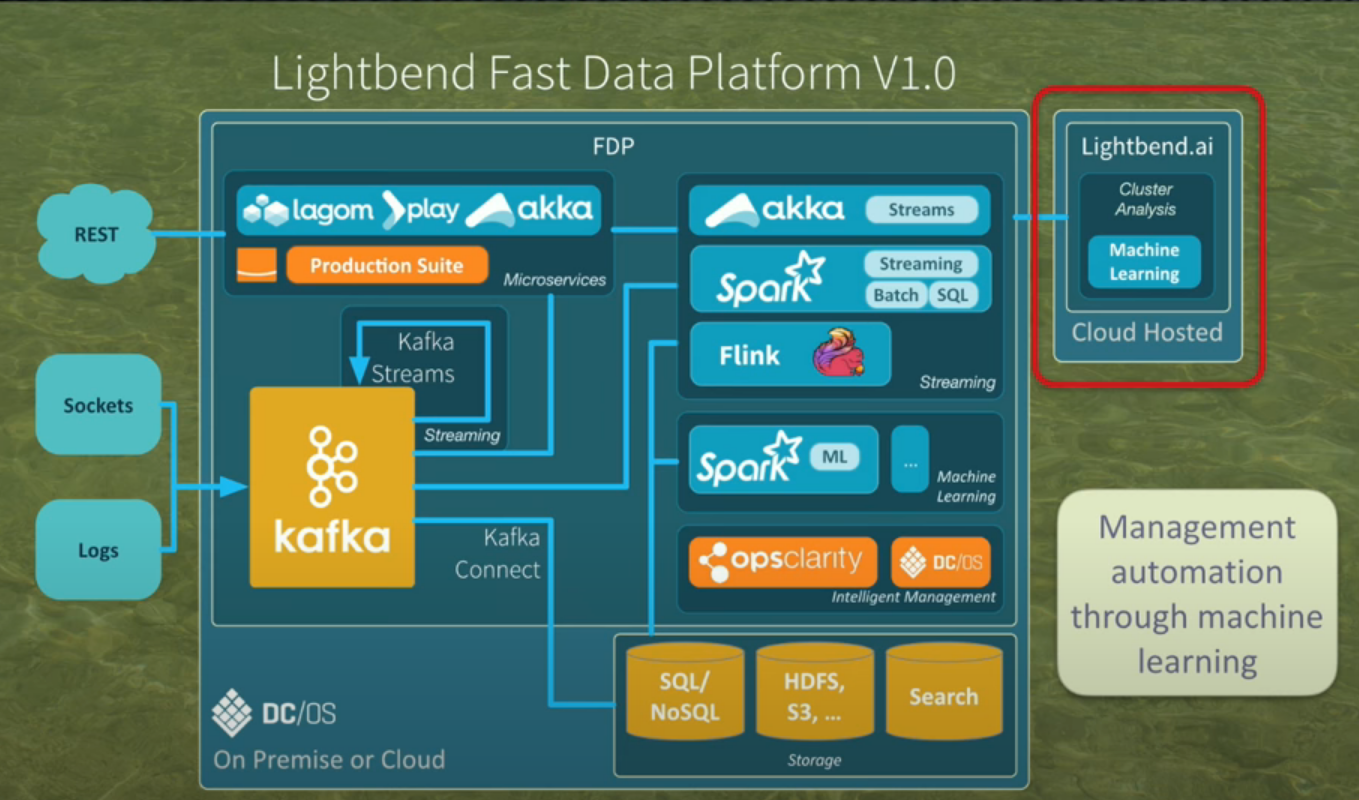 Lightbend Fast Data Platform V1.0
FDP
REST
lagom play akka
Production Suite
Microservices
Kafka
Streams
Streaming
Sockets
Logs
kafka
Kafka
Connect
akka Streams
Spark Streaming
Batch SQL
Flink
Streaming
Spark ML
...
Machine
Learning
opsclarity
DC/OS
Intelligent Management
SQL/
NoSQL
HDFS,
S3, ...
Search
Storage
DC/OS
On Premise or Cloud
Lightbend.ai
Cluster
Analysis
Machine
Learning
Cloud Hosted
Management
automation
through machine
learning